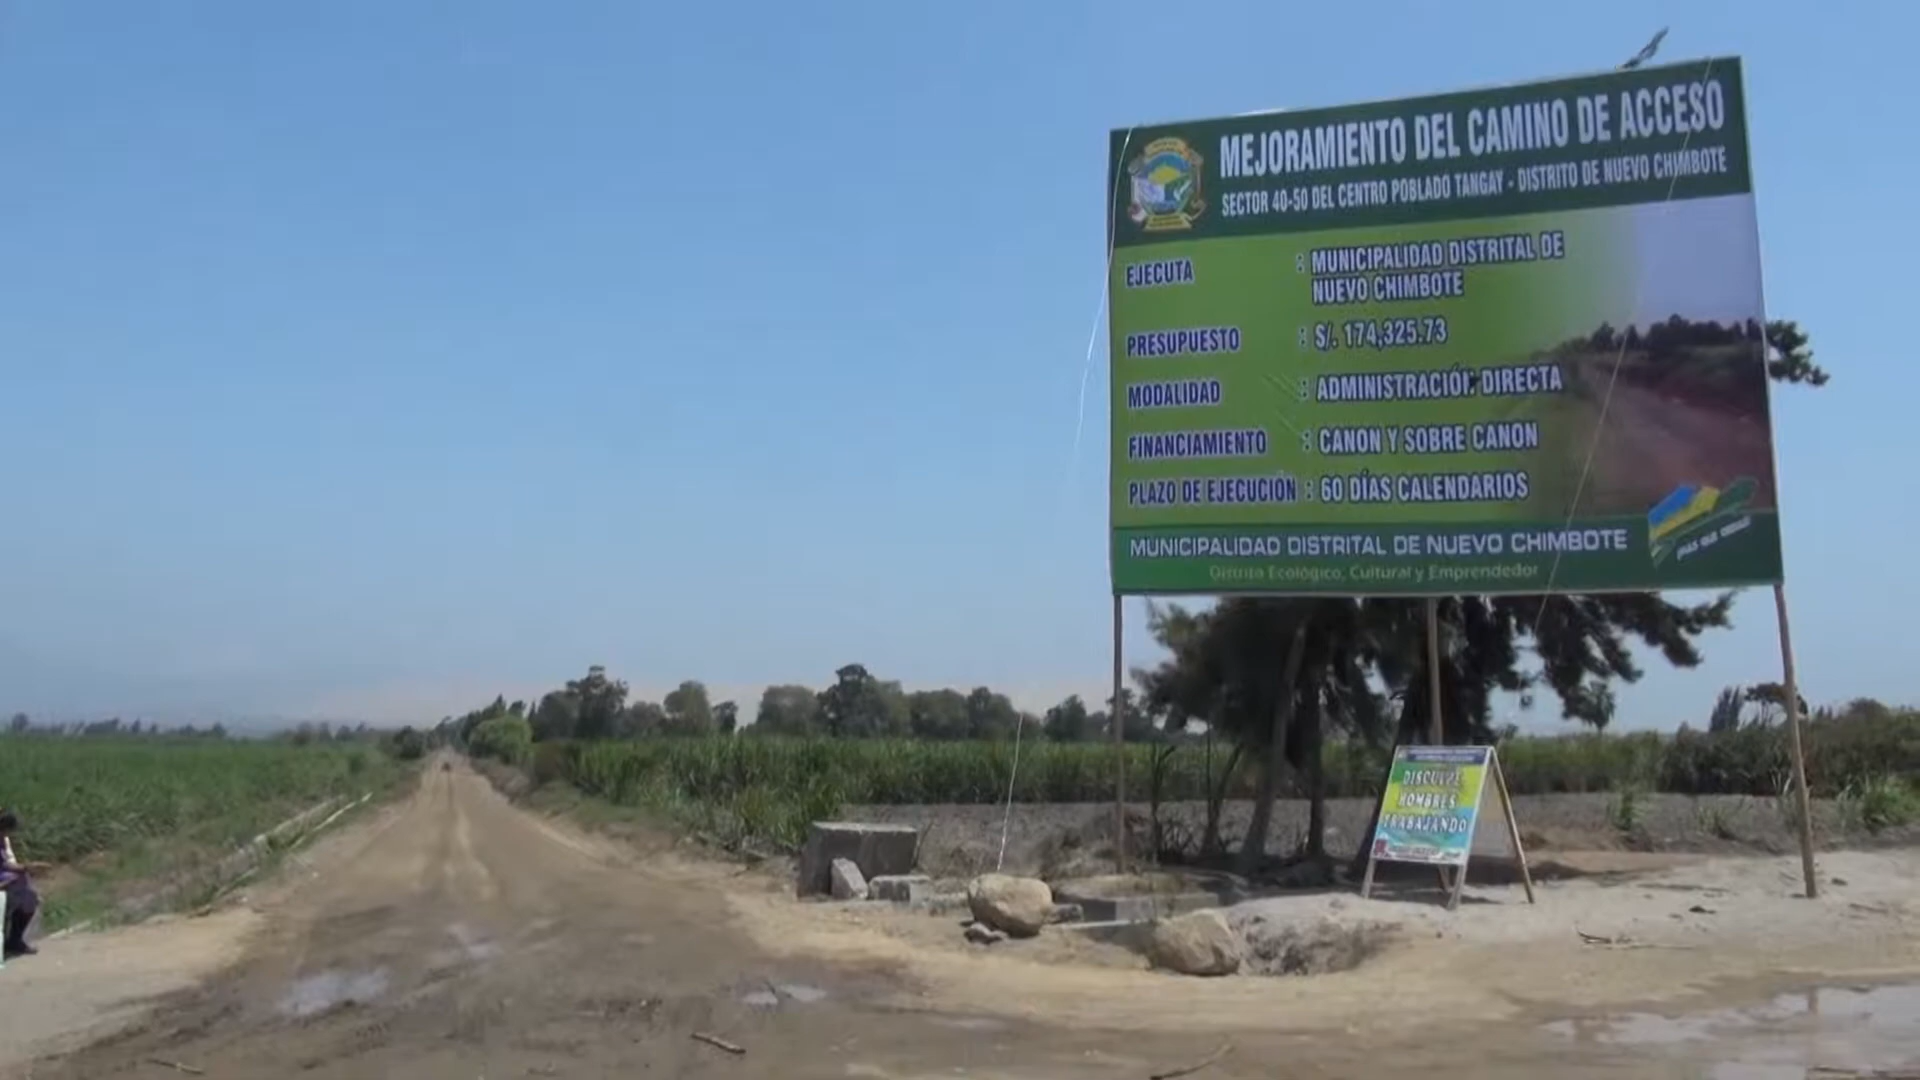 MEJORAMIENTO DEL CAMINO DE ACCESO
SECTOR 40-50 DEL CENTRO POBLADO TANGAY - DISTRITO DE NUEVO CHIMBOTE
EJECUTA : MUNICIPALIDAD DISTRITAL DE
NUEVO CHIMBOTE
PRESUPUESTO : S/. 174,325.73
MODALIDAD : ADMINISTRACIÓN DIRECTA
FINANCIAMIENTO : CANON Y SOBRE CANON
PLAZO DE EJECUCIÓN : 60 DÍAS CALENDARIOS
MUNICIPALIDAD DISTRITAL DE NUEVO CHIMBOTE
Distrito Ecológico, Cultural y Emprendedor
DISCULPE
HOMBRES
TRABAJANDO